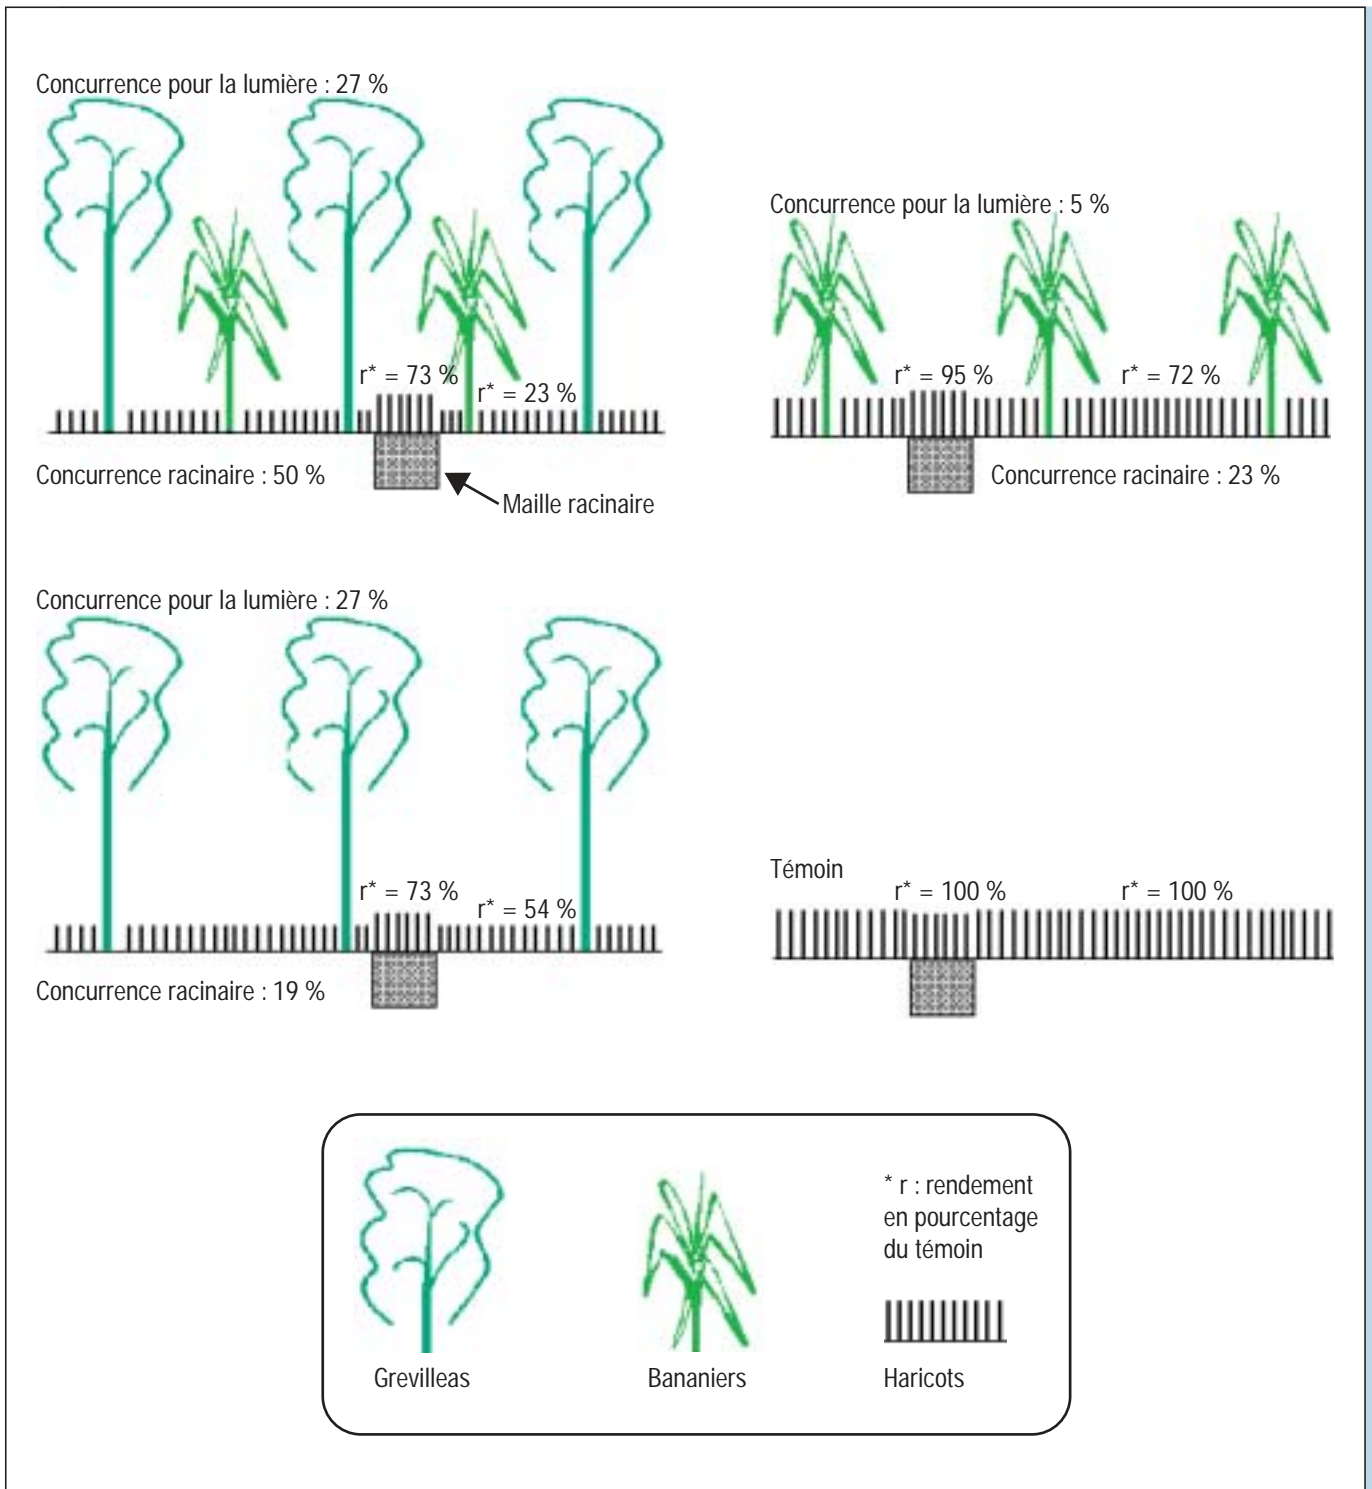 Concurrence pour la lumière : 27 %
r* = 73 %
r* = 23 %
Concurrence racinaire : 50 %
Maille racinaire
Concurrence pour la lumière : 5 %
r* = 95 %
r* = 72 %
Concurrence racinaire : 23 %
Concurrence pour la lumière : 27 %
r* = 73 %
r* = 54 %
Concurrence racinaire : 19 %
Témoin
r* = 100 %
r* = 100 %
Grevilleas
Bananiers
* r : rendement
en pourcentage
du témoin
Haricots